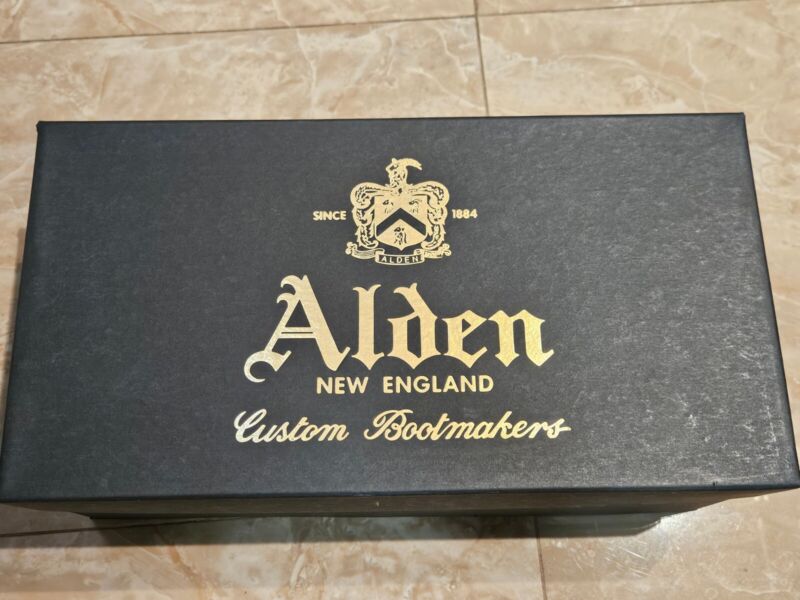 SINCE 1884
ALDEN
Alden
NEW ENGLAND
Custom Bootmakers